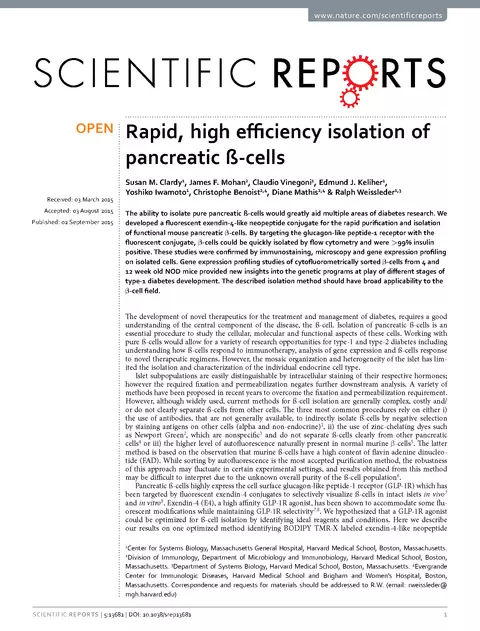 www.nature.com/scientificreports
SCIENTIFIC REPORTS
OPEN
Rapid, high efficiency isolation of
pancreatic ß-cells
Susan M. Clardy¹, James F. Mohan², Claudio Vinegoni¹, Edmund J. Keliher¹,
Yoshiko Iwamoto¹, Christophe Benoist²,⁴, Diane Mathis²,⁴ & Ralph Weissleder¹,³
Received: 03 March 2015
Accepted: 03 August 2015
Published: 02 September 2015
The ability to isolate pure pancreatic ß-cells would greatly aid multiple areas of diabetes research. We
developed a fluorescent exendin-4-like neopeptide conjugate for the rapid purification and isolation
of functional mouse pancreatic β-cells. By targeting the glucagon-like peptide-1 receptor with the
fluorescent conjugate, β-cells could be quickly isolated by flow cytometry and were >99% insulin
positive. These studies were confirmed by immunostaining, microscopy and gene expression profiling
on isolated cells. Gene expression profiling studies of cytofluorometrically sorted β-cells from 4 and
12 week old NOD mice provided new insights into the genetic programs at play of different stages of
type-1 diabetes development. The described isolation method should have broad applicability to the
β-cell field.
The development of novel therapeutics for the treatment and management of diabetes, requires a good
understanding of the central component of the disease, the ß-cell. Isolation of pancreatic ß-cells is an
essential procedure to study the cellular, molecular and functional aspects of these cells. Working with
pure ß-cells would allow for a variety of research opportunities for type-1 and type-2 diabetes including
understanding how ß-cells respond to immunotherapy, analysis of gene expression and ß-cells response
to novel therapeutic regimens. However, the mosaic organization and heterogeneity of the islet has lim-
ited the isolation and characterization of the individual endocrine cell type.
Islet subpopulations are easily distinguishable by intracellular staining of their respective hormones;
however the required fixation and permeabilization negates further downstream analysis. A variety of
methods have been proposed in recent years to overcome the fixation and permeabilization requirement.
However, although widely used, current methods for ß-cell isolation are generally complex, costly and/
or do not clearly separate ß-cells from other cells. The three most common procedures rely on either i)
the use of antibodies, that are not generally available, to indirectly isolate ß-cells by negative selection
by staining antigens on other cells (alpha and non-endocrine)¹, ii) the use of zinc-chelating dyes such
as Newport Green², which are nonspecific³ and do not separate ß-cells clearly from other pancreatic
cells⁴ or iii) the higher level of autofluorescence naturally present in normal murine β-cells⁵. The latter
method is based on the observation that murine ß-cells have a high content of flavin adenine dinucleo-
tide (FAD). While sorting by autofluorescence is the most accepted purification method, the robustness
of this approach may fluctuate in certain experimental settings, and results obtained from this method
may be difficult to interpret due to the unknown overall purity of the ß-cell population⁶.
Pancreatic ß-cells highly express the cell surface glucagon-like peptide-1 receptor (GLP-1R) which has
been targeted by fluorescent exendin-4 conjugates to selectively visualize ß-cells in intact islets in vivo⁷
and in vitro⁸. Exendin-4 (E4), a high affinity GLP-1R agonist, has been shown to accommodate some flu-
orescent modifications while maintaining GLP-1R selectivity⁷,⁹. We hypothesized that a GLP-1R agonist
could be optimized for ß-cell isolation by identifying ideal reagents and conditions. Here we describe
our results on one optimized method identifying BODIPY TMR-X labeled exendin-4-like neopeptide
¹Center for Systems Biology, Massachusetts General Hospital, Harvard Medical School, Boston, Massachusetts.
²Division of Immunology, Department of Microbiology and Immunobiology, Harvard Medical School, Boston,
Massachusetts. ³Department of Systems Biology, Harvard Medical School, Boston, Massachusetts. ⁴Evergrande
Center for Immunologic Diseases, Harvard Medical School and Brigham and Women's Hospital, Boston,
Massachusetts. Correspondence and requests for materials should be addressed to R.W. (email: rweissleder@
mgh.harvard.edu)
SCIENTIFIC REPORTS | 5:13681 | DOI: 10.1038/srep13681
1